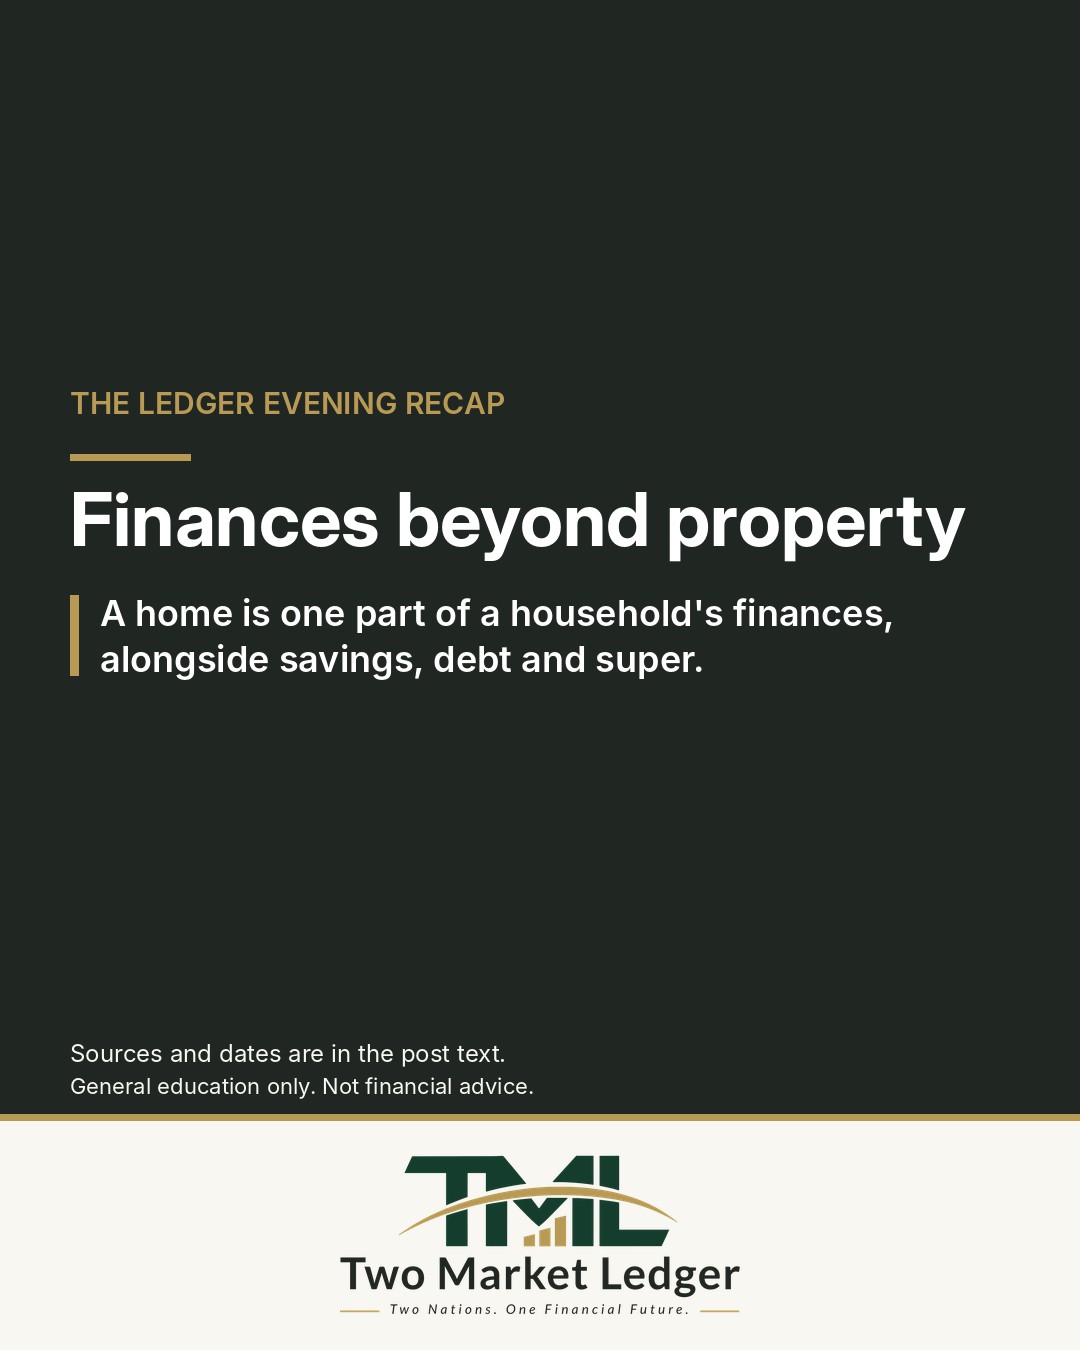 THE LEDGER EVENING RECAP
Finances beyond property
A home is one part of a household's finances,
alongside savings, debt and super.
Sources and dates are in the post text.
General education only. Not financial advice.
TML
Two Market Ledger
Two Nations. One Financial Future.